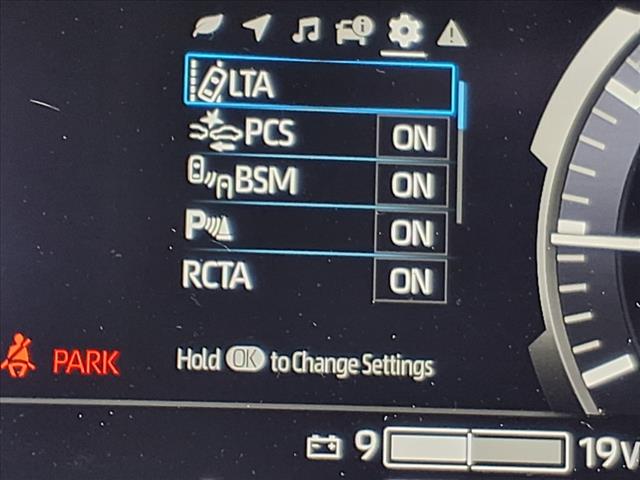 LTA
PCS ON
BSM ON
P ON
RCTA ON
PARK
Hold OK to Change Settings
9 19V